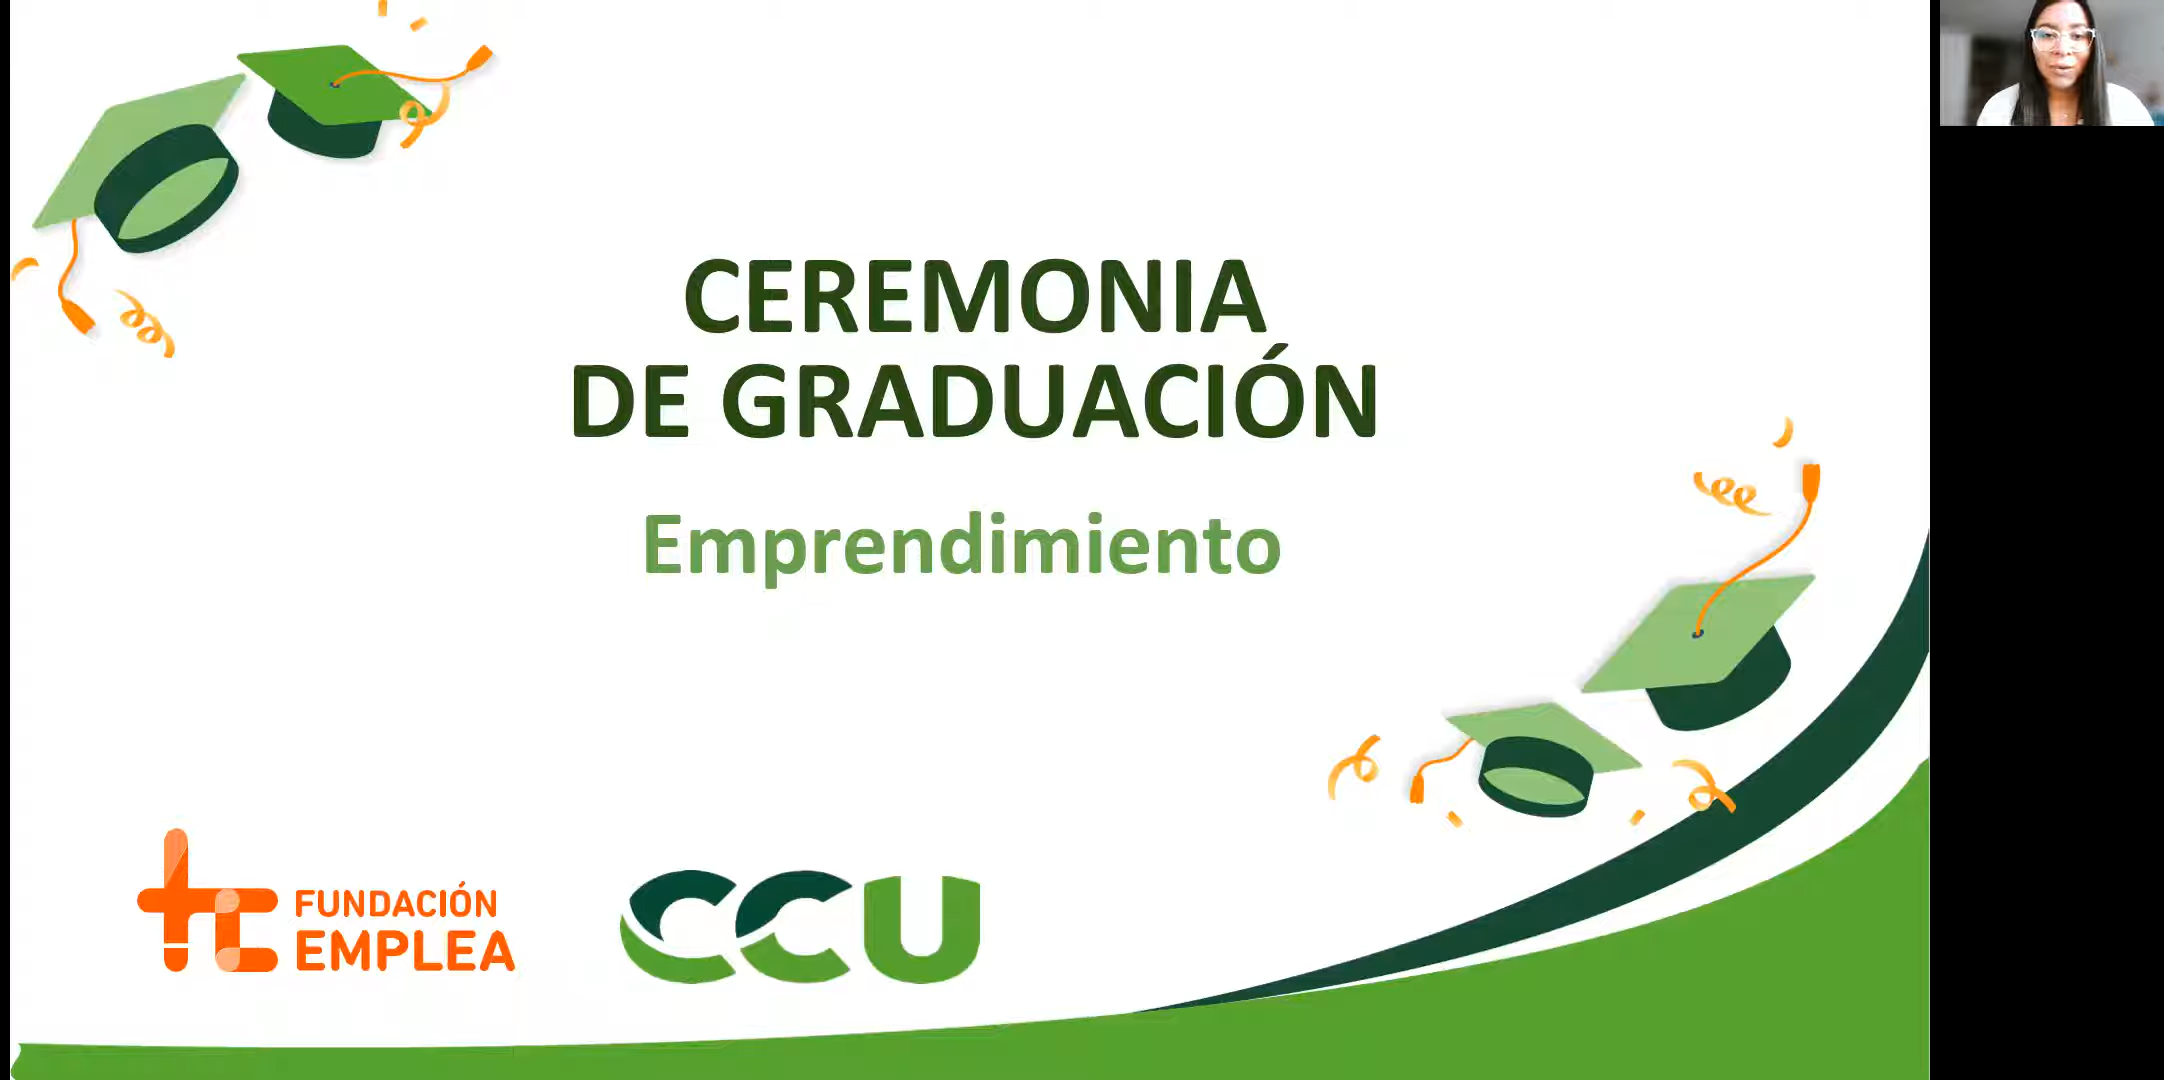 CEREMONIA
DE GRADUACIÓN
Emprendimiento
FUNDACIÓN
EMPLEA
CCU